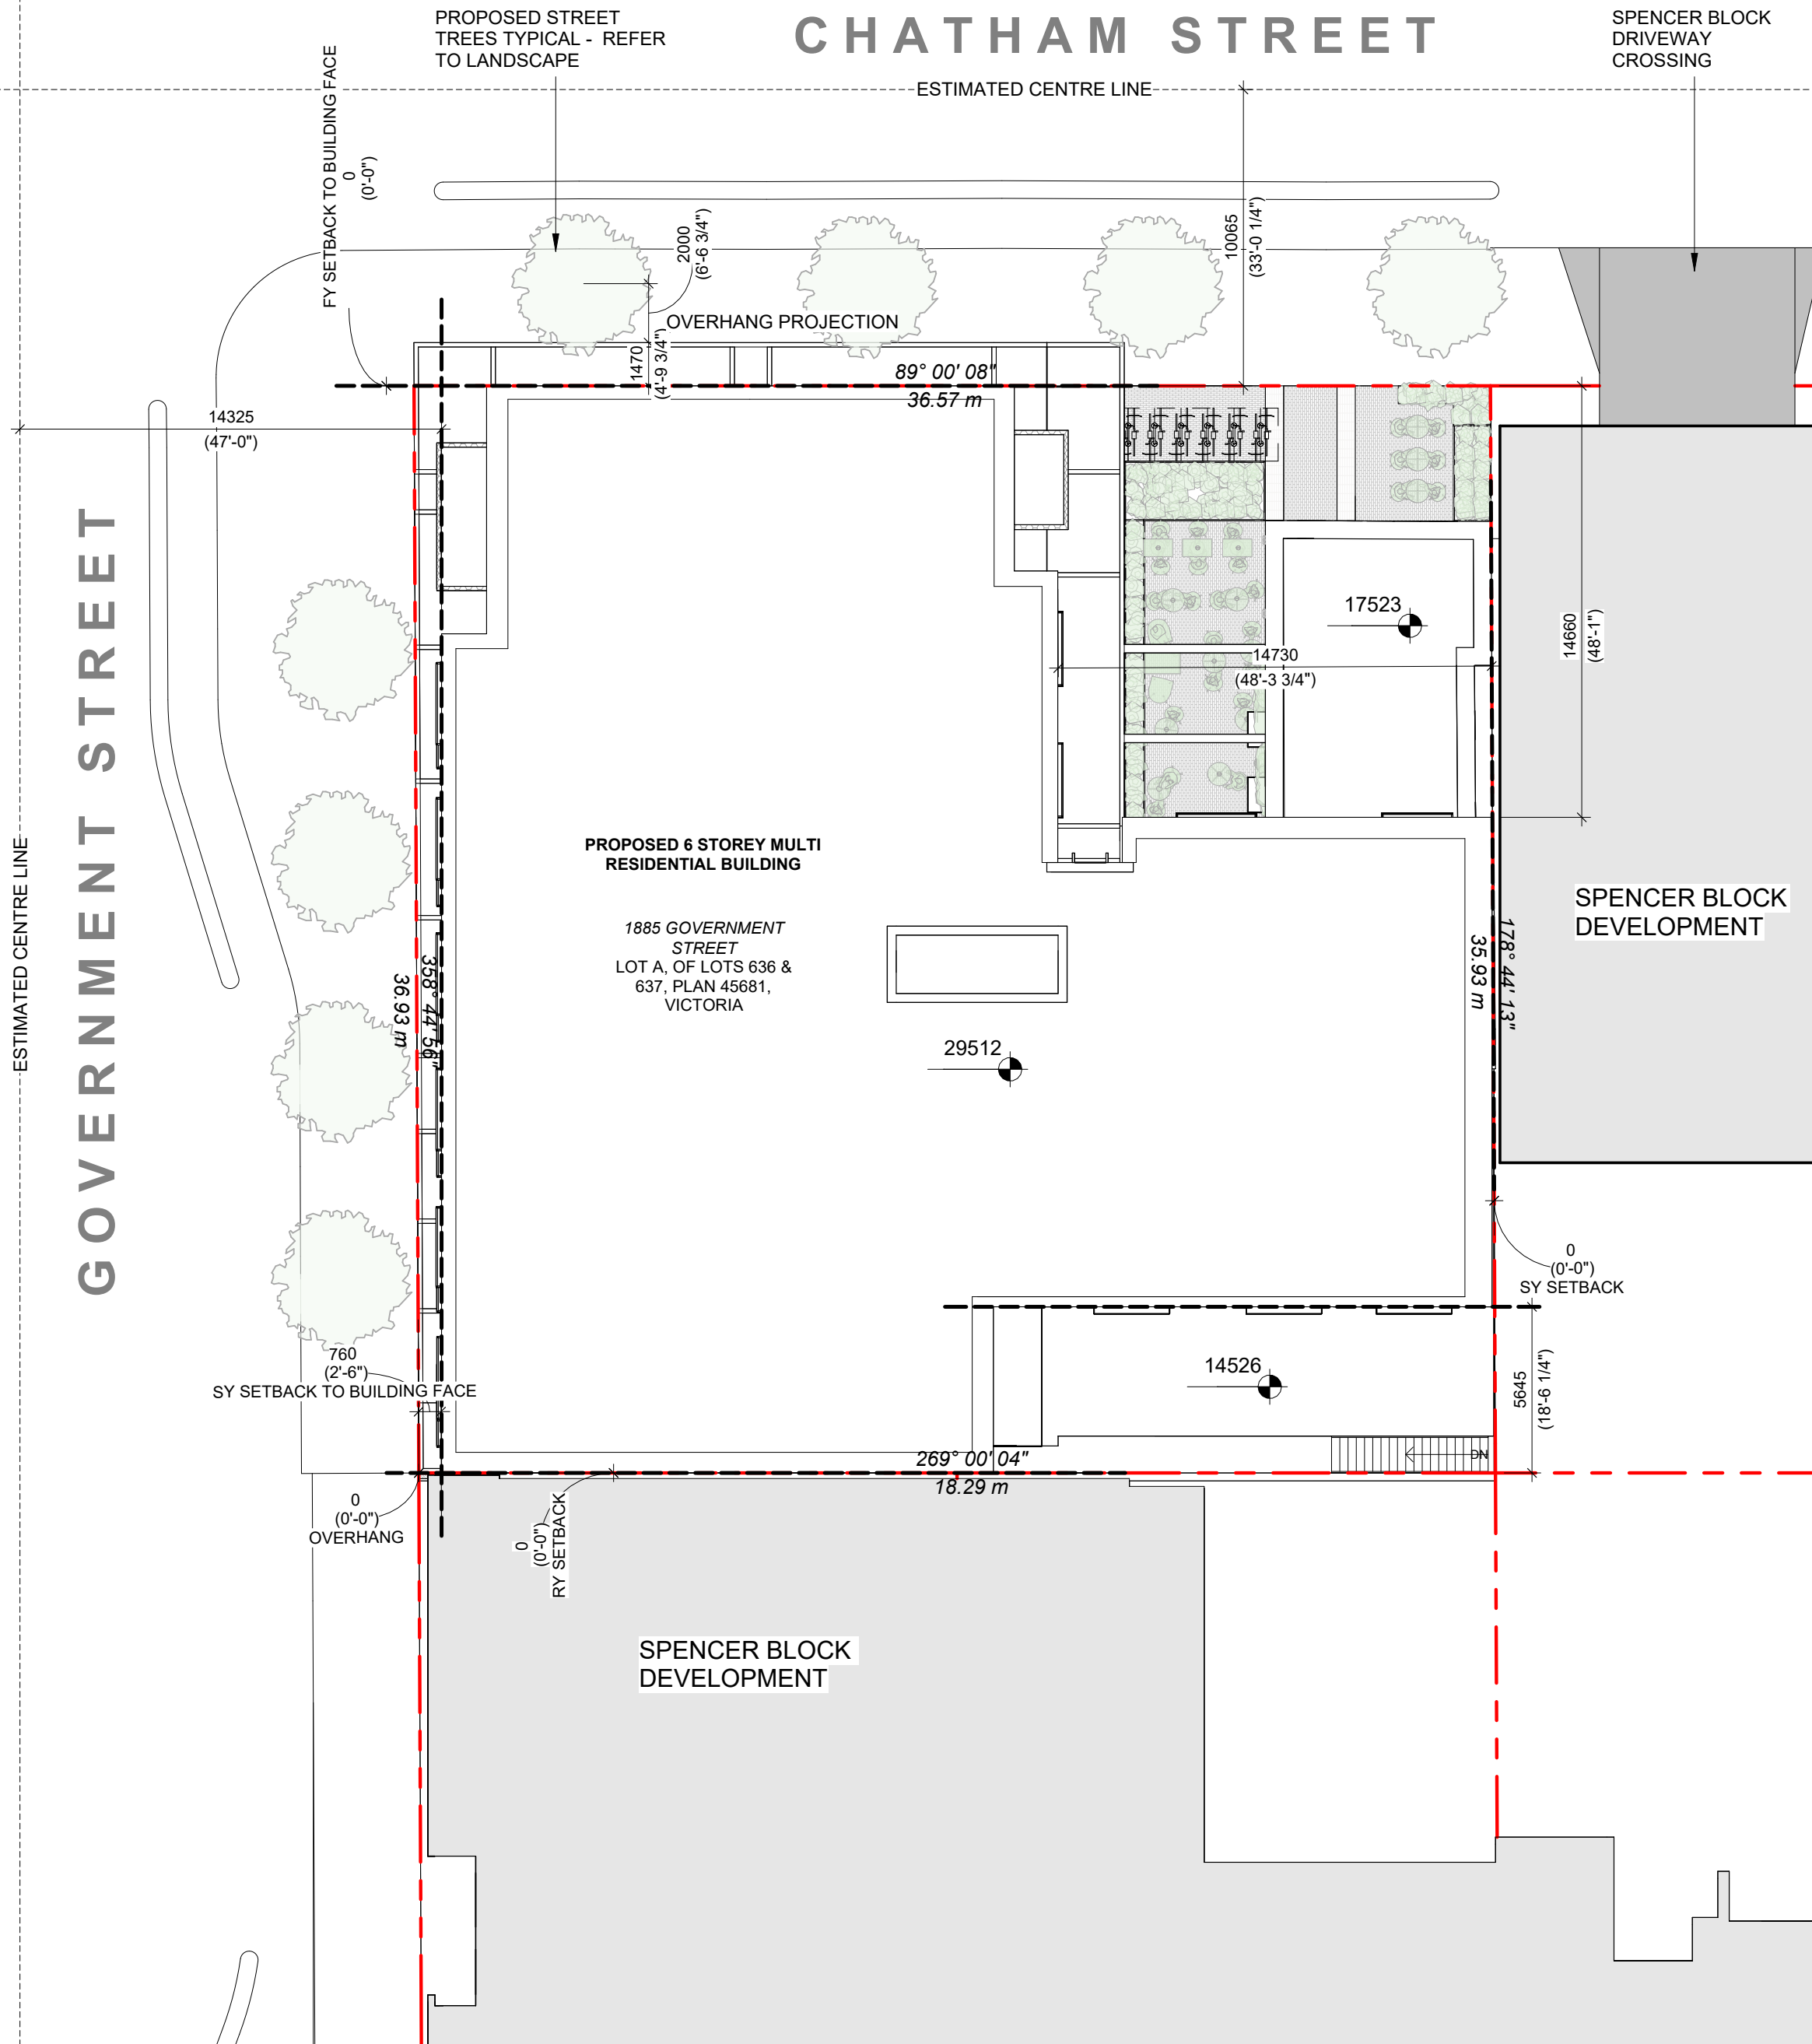 PROPOSED STREET
TREES TYPICAL - REFER
TO LANDSCAPE
CHATHAM STREET
SPENCER BLOCK
DRIVEWAY
CROSSING
ESTIMATED CENTRE LINE
FY SETBACK TO BUILDING FACE
0
(0'-0")
2000
(6'-6 3/4")
10065
(33'-0 1/4")
OVERHANG PROJECTION
1470
(4'-9 3/4")
89° 00' 08"
36.57 m
14325
(47'-0")
GOVERNMENT STREET
ESTIMATED CENTRE LINE
17523
14660
(48'-1")
14730
(48'-3 3/4")
PROPOSED 6 STOREY MULTI
RESIDENTIAL BUILDING
1885 GOVERNMENT
STREET
LOT A, OF LOTS 636 &
637, PLAN 45681,
VICTORIA
SPENCER BLOCK
DEVELOPMENT
358° 44' 56"
36.93 m
178° 44' 13"
35.93 m
29512
0
(0'-0")
SY SETBACK
760
(2'-6")
SY SETBACK TO BUILDING FACE
14526
5645
(18'-6 1/4")
DN
269° 00' 04"
18.29 m
0
(0'-0")
OVERHANG
0
(0'-0")
RY SETBACK
SPENCER BLOCK
DEVELOPMENT